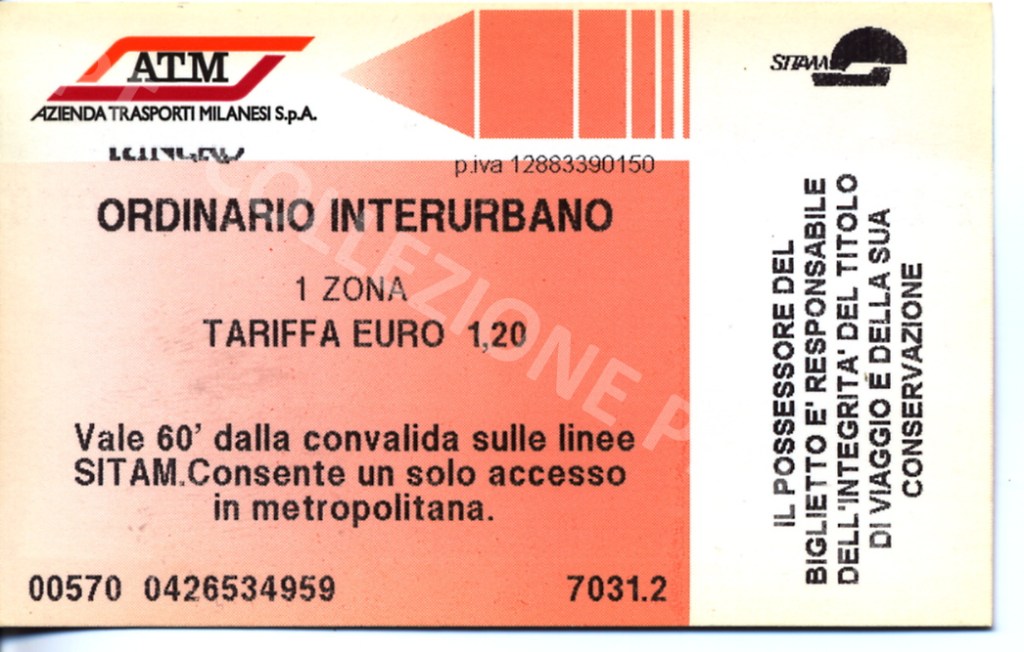 ATM
AZIENDA TRASPORTI MILANESI S.p.A.
SITAM
p.iva 12883390150
ORDINARIO INTERURBANO
1 ZONA
TARIFFA EURO 1,20
Vale 60' dalla convalida sulle linee
SITAM.Consente un solo accesso
in metropolitana.
00570 0426534959 7031.2
IL POSSESSORE DEL
BIGLIETTO E' RESPONSABILE
DELL'INTEGRITA' DEL TITOLO
DI VIAGGIO E DELLA SUA
CONSERVAZIONE
COLLEZIONE P